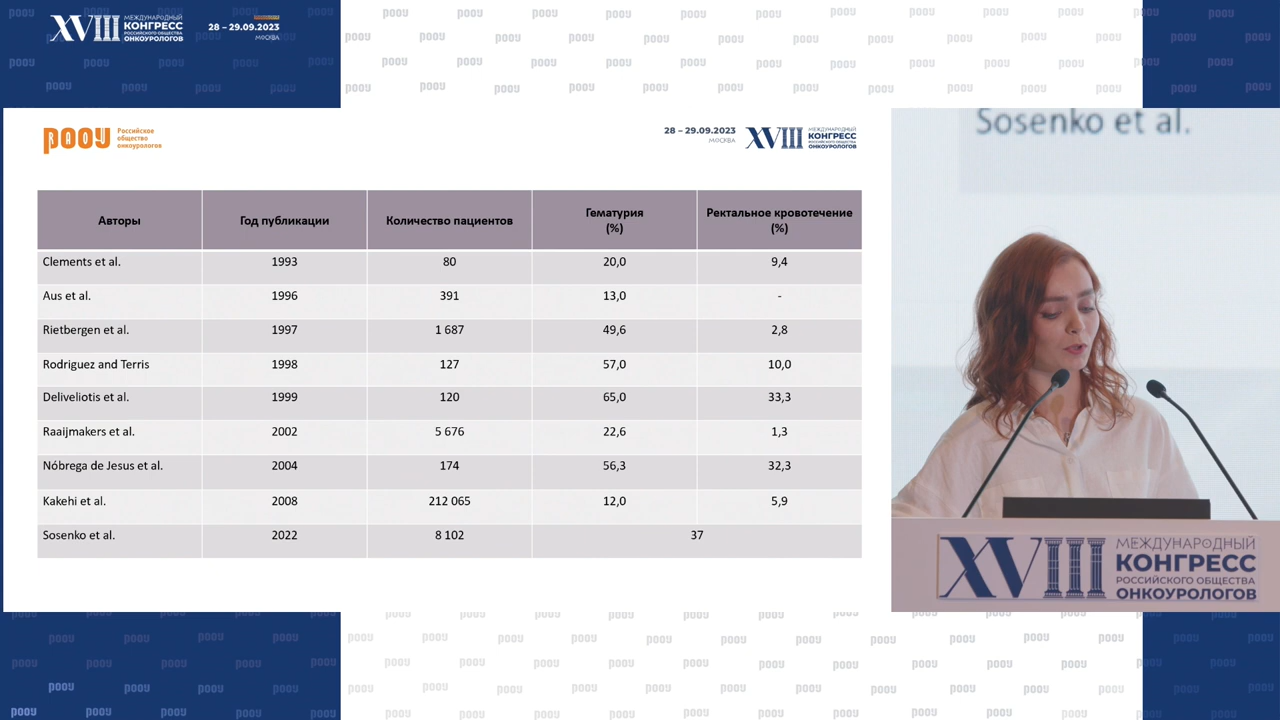 XVIII МЕЖДУНАРОДНЫЙ
КОНГРЕСС
РОССИЙСКОГО ОБЩЕСТВА
ОНКОУРОЛОГОВ
28 – 29.09.2023
МОСКВА
РООУ Российское
общество
онкоурологов
28 – 29.09.2023
МОСКВА
XVIII МЕЖДУНАРОДНЫЙ
КОНГРЕСС
РОССИЙСКОГО ОБЩЕСТВА
ОНКОУРОЛОГОВ
Авторы Год публикации Количество пациентов Гематурия (%) Ректальное кровотечение (%)
Clements et al. 1993 80 20,0 9,4
Aus et al. 1996 391 13,0 -
Rietbergen et al. 1997 1 687 49,6 2,8
Rodriguez and Terris 1998 127 57,0 10,0
Deliveliotis et al. 1999 120 65,0 33,3
Raaijmakers et al. 2002 5 676 22,6 1,3
Nóbrega de Jesus et al. 2004 174 56,3 32,3
Kakehi et al. 2008 212 065 12,0 5,9
Sosenko et al. 2022 8 102 37
Sosenko et al.
XVIII МЕЖДУНАРОДНЫЙ
КОНГРЕСС
РОССИЙСКОГО ОБЩЕСТВА
ОНКОУРОЛОГОВ